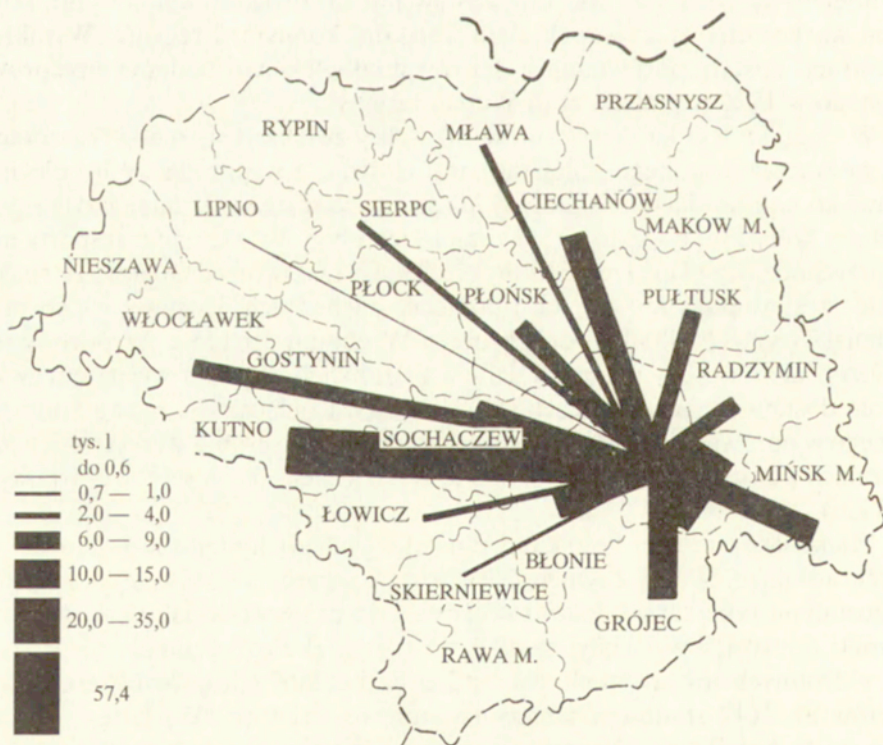 PRZASNYSZ
RYPIN
MŁAWA
CIECHANÓW
LIPNO
SIERPC
MAKÓW M.
NIESZAWA
PŁOCK
PŁOŃSK
PUŁTUSK
WŁOCŁAWEK
GOSTYNIN
RADZYMIN
KUTNO
SOCHACZEW
tys. l
do 0,6
0,7 — 1,0
2,0 — 4,0
6,0 — 9,0
10,0 — 15,0
20,0 — 35,0
57,4
MIŃSK M.
ŁOWICZ
BŁONIE
SKIERNIEWICE
GRÓJEC
RAWA M.